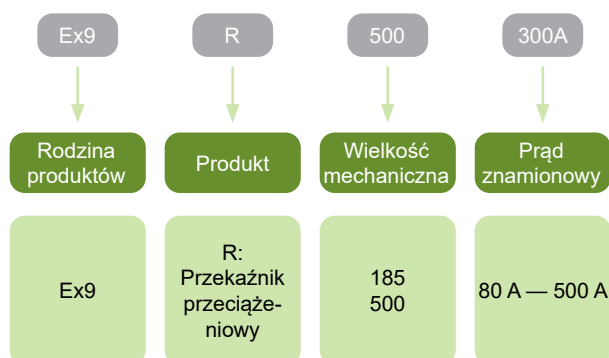 Ex9
R
500
300A
Rodzina
produktów
Produkt
Wielkość
mechaniczna
Prąd
znamionowy
Ex9
R:
Przekaźnik
przeciąże-
niowy
185
500
80 A — 500 A